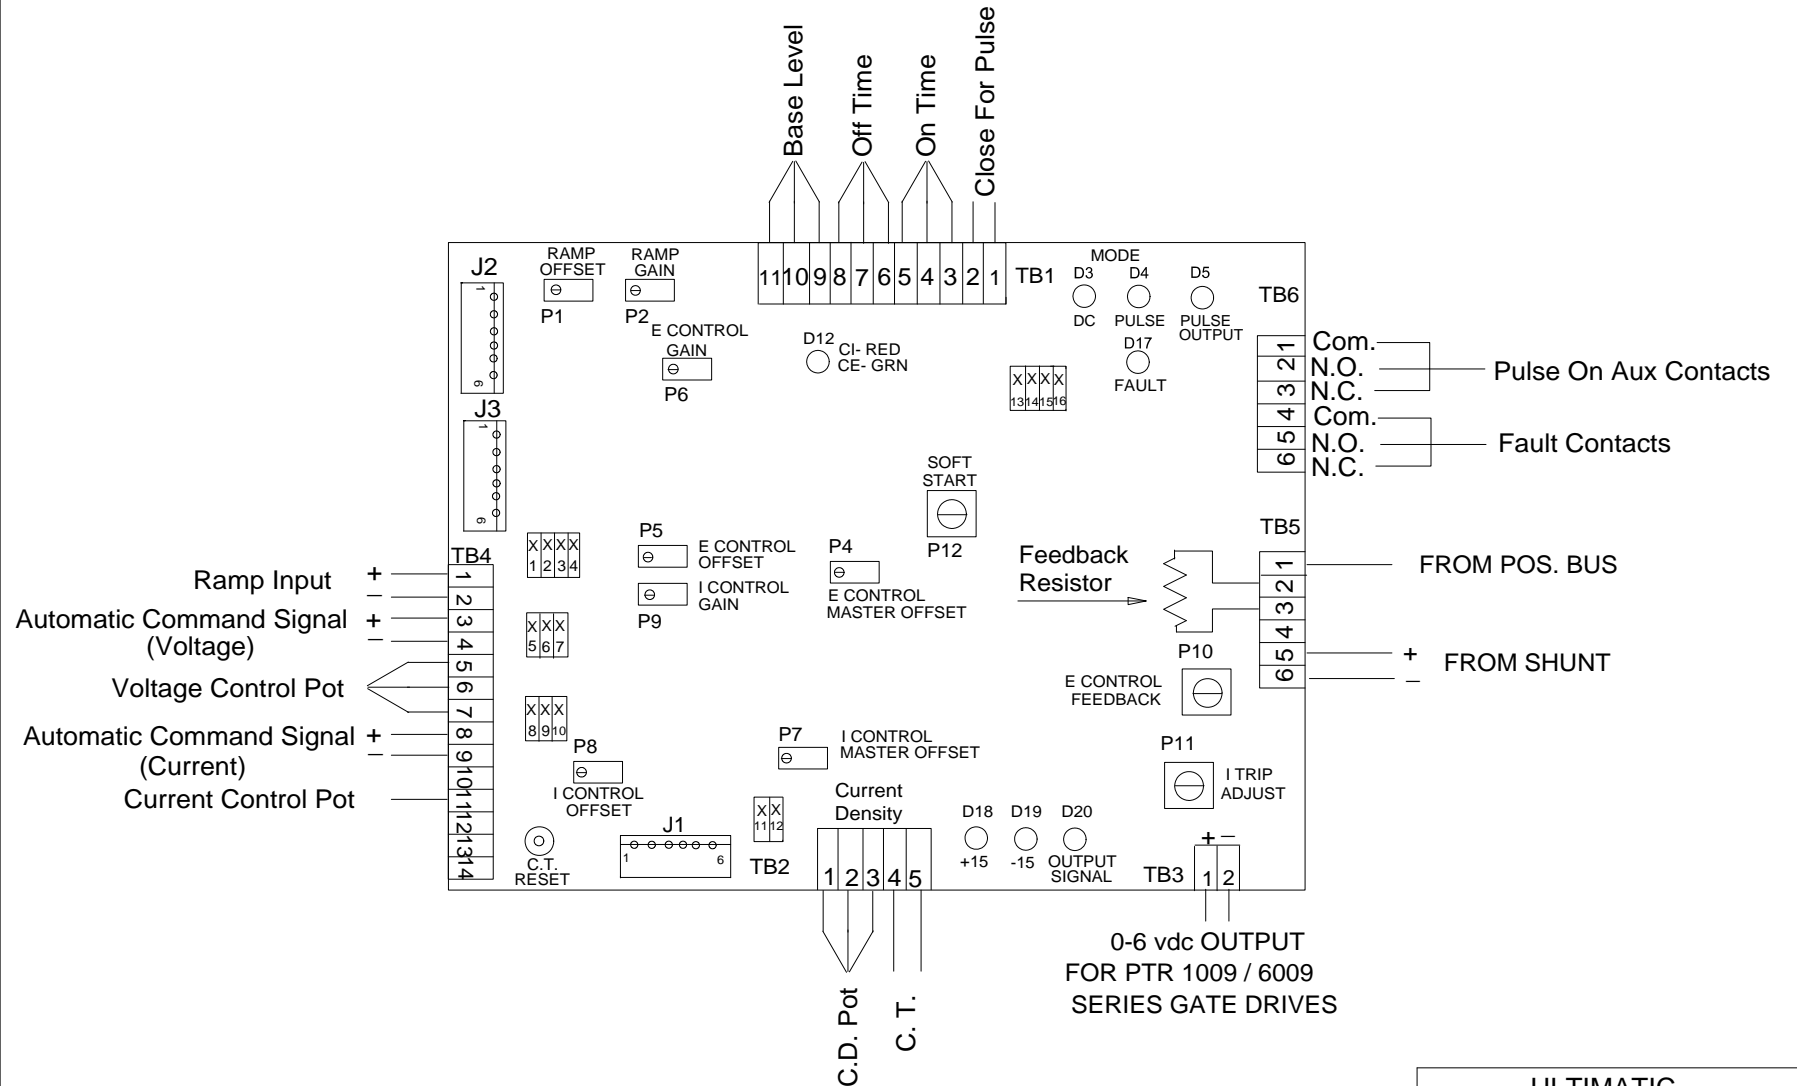 Base Level
Off Time
On Time
Close For Pulse
J2
RAMP
OFFSET
P1
RAMP
GAIN
P2
E CONTROL
GAIN
P6
11 10 9 8 7 6 5 4 3 2 1
TB1
D12
CI- RED
CE- GRN
MODE
D3
DC
D4
PULSE
D5
PULSE
OUTPUT
D17
FAULT
X X X X
13 14 15 16
TB6
1 Com.
2 N.O.
3 N.C.
Pulse On Aux Contacts
4 Com.
5 N.O.
6 N.C.
Fault Contacts
1
6
J3
1
6
SOFT
START
P12
X X X X
1 2 3 4
P5
E CONTROL
OFFSET
I CONTROL
GAIN
P9
P4
E CONTROL
MASTER OFFSET
Feedback
Resistor
TB5
1
2
3
4
5
6
FROM POS. BUS
+
–
FROM SHUNT
TB4
Ramp Input + 1
– 2
Automatic Command Signal + 3
(Voltage) – 4
Voltage Control Pot
5
6
7
Automatic Command Signal + 8
(Current) – 9
10
Current Control Pot 11
12
13
14
X X X
5 6 7
X X X
8 9 10
P8
I CONTROL
OFFSET
P7
I CONTROL
MASTER OFFSET
P10
E CONTROL
FEEDBACK
P11
I TRIP
ADJUST
C.T.
RESET
J1
1 6
X X
11 12
TB2
Current
Density
1 2 3 4 5
D18
+15
D19
-15
D20
OUTPUT
SIGNAL
TB3
+ –
1 2
C.D. Pot
C. T.
0-6 vdc OUTPUT
FOR PTR 1009 / 6009
SERIES GATE DRIVES
ULTIMATIC